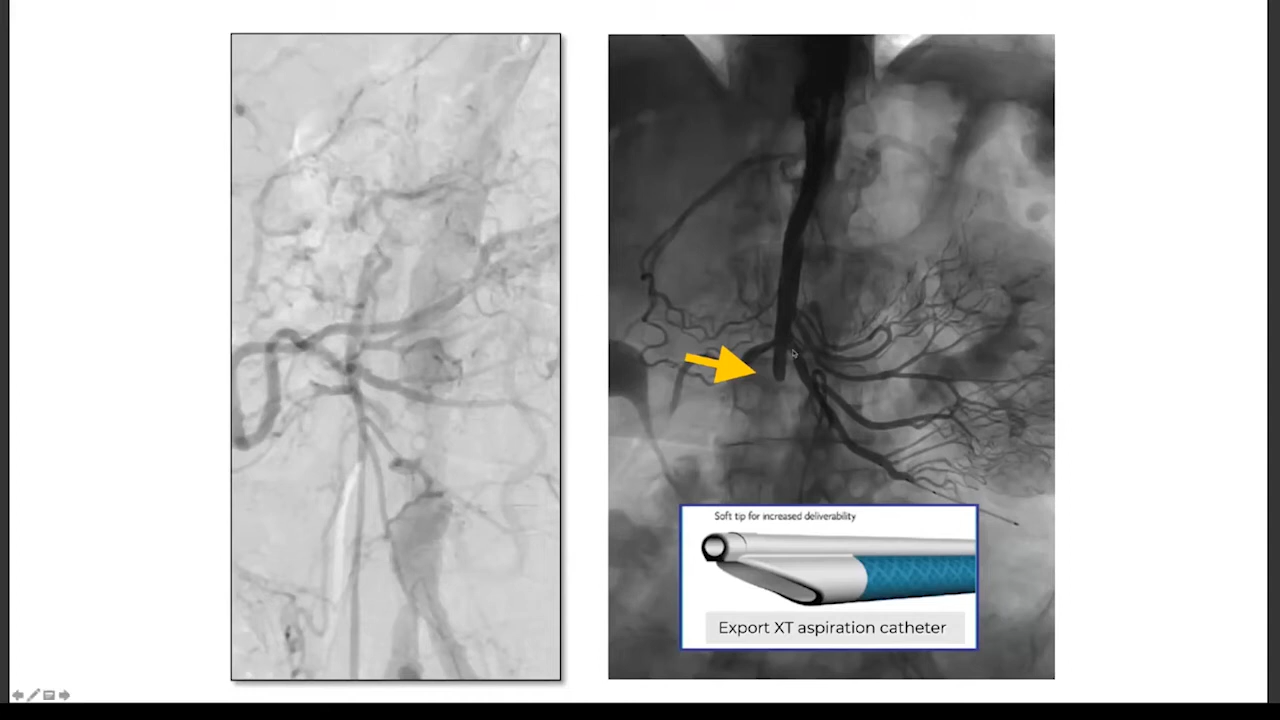 Soft tip for increased deliverability
Export XT aspiration catheter